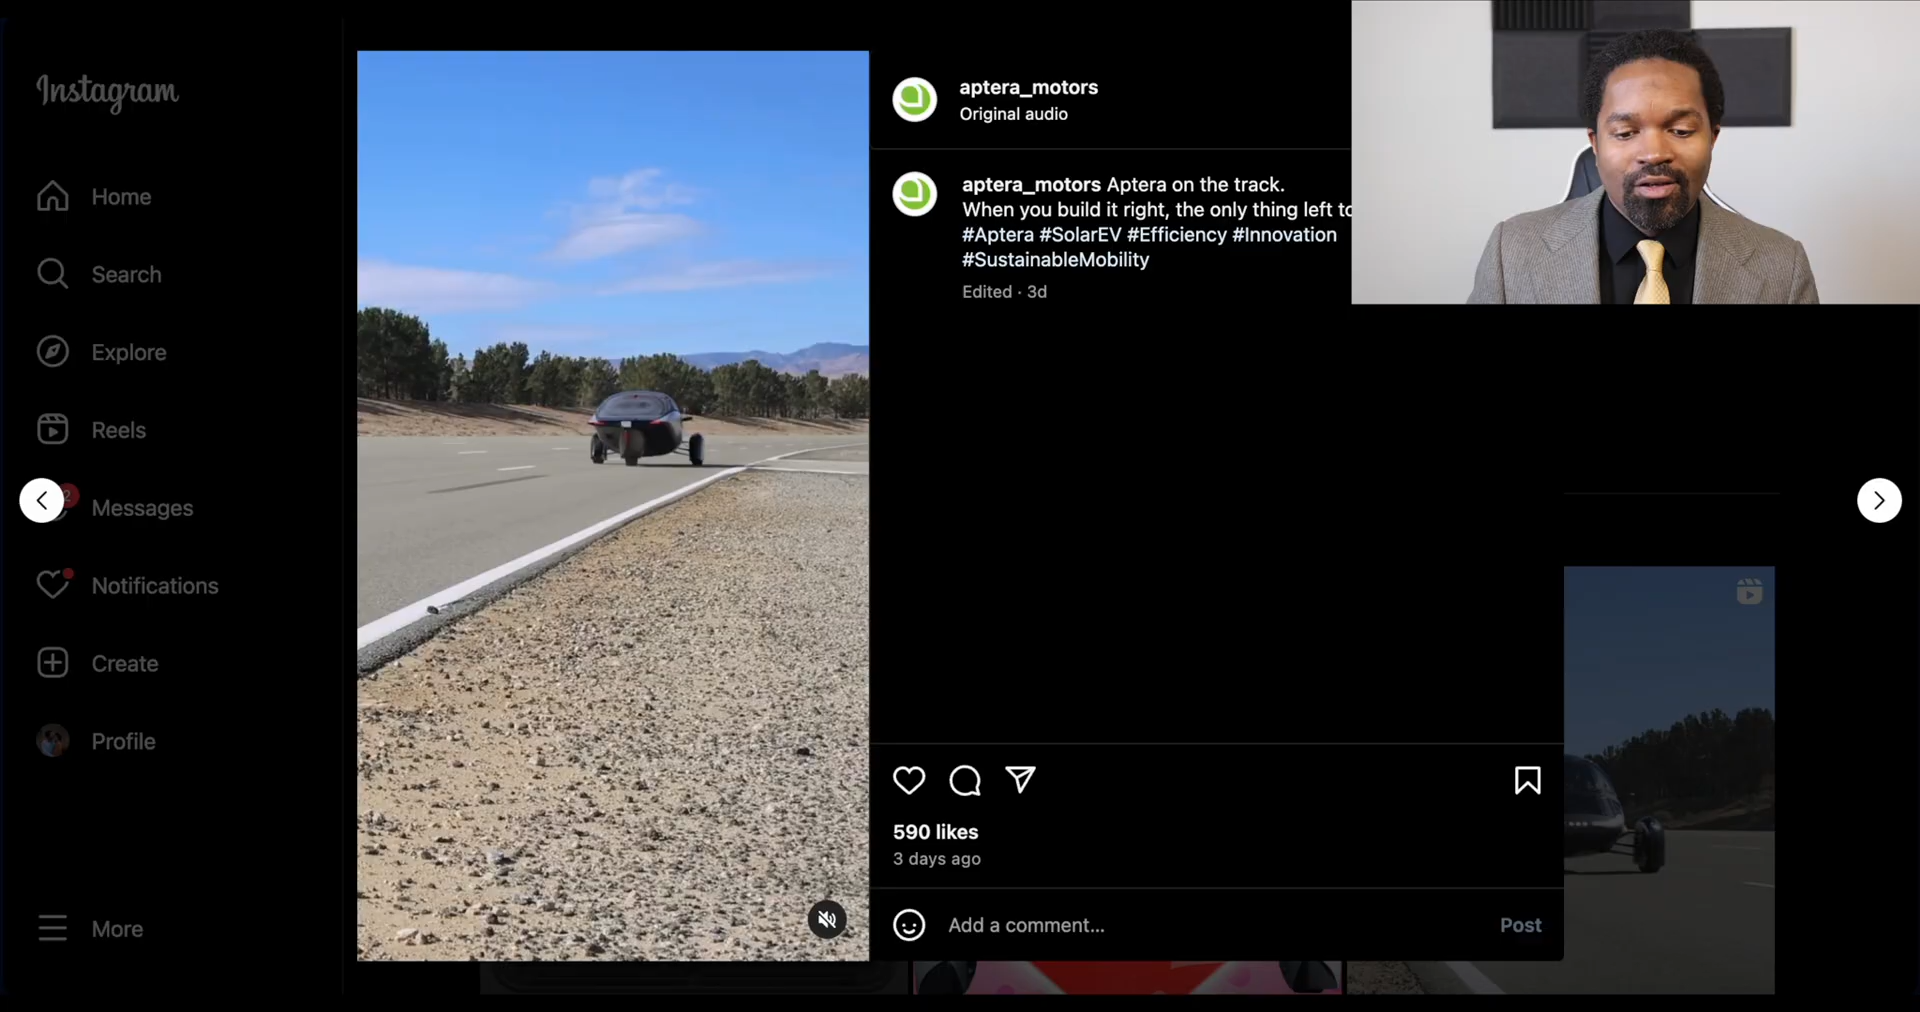 Instagram
Home
Search
Explore
Reels
2
Messages
Notifications
Create
Profile
More
aptera_motors
Original audio
aptera_motors Aptera on the track.
When you build it right, the only thing left to
#Aptera #SolarEV #Efficiency #Innovation
#SustainableMobility
Edited · 3d
590 likes
3 days ago
Add a comment...
Post